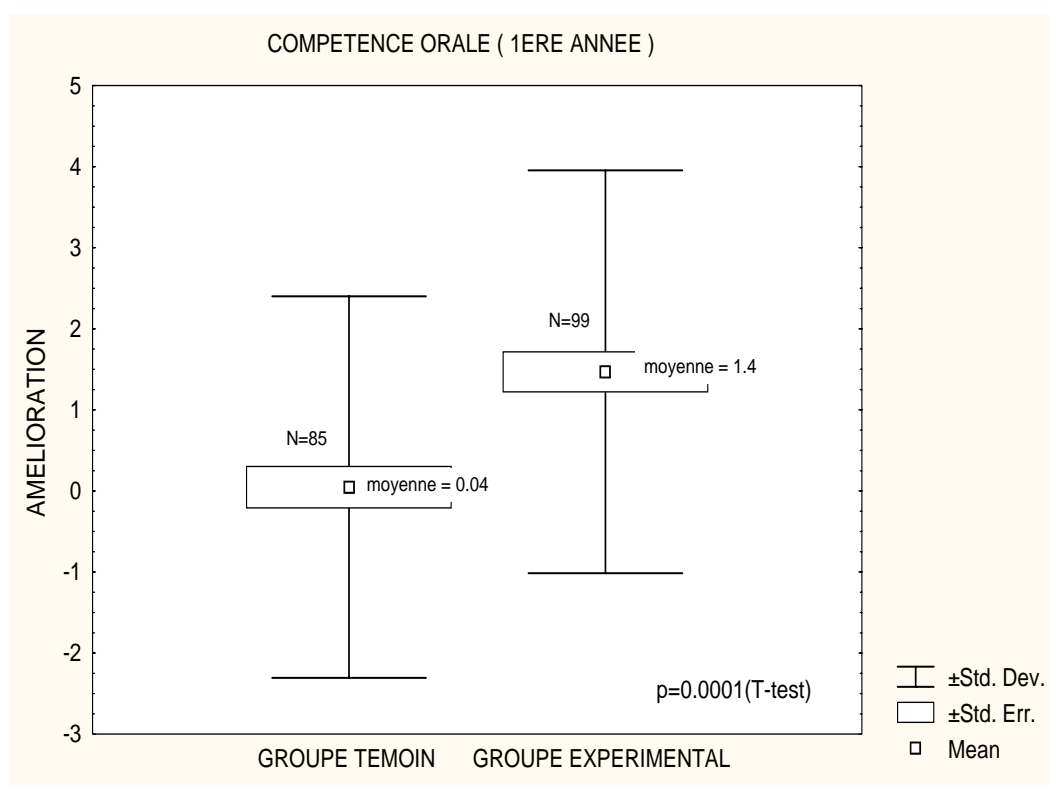 COMPETENCE ORALE ( 1ERE ANNEE )
AMELIORATION
5
4
3
2
1
0
-1
-2
-3
N=85
moyenne = 0.04
N=99
moyenne = 1.4
p=0.0001(T-test)
GROUPE TEMOIN
GROUPE EXPERIMENTAL
±Std. Dev.
±Std. Err.
Mean